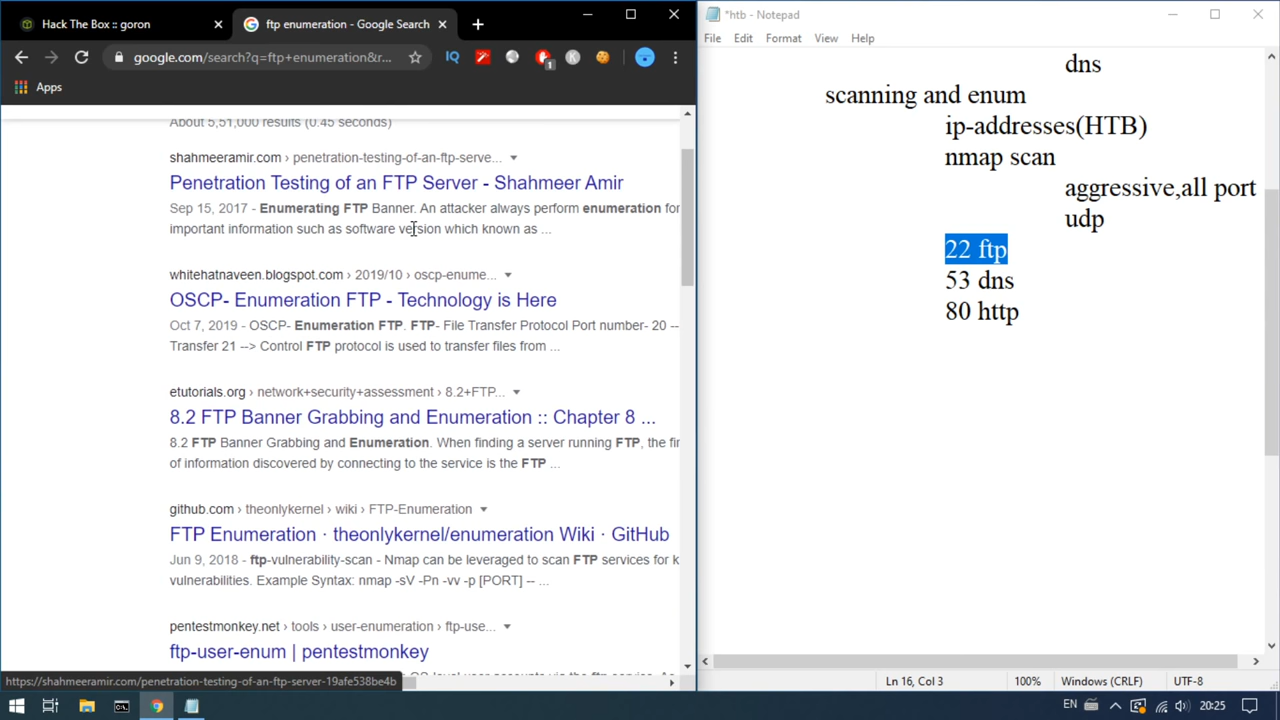 Hack The Box :: goron
ftp enumeration - Google Search
google.com/search?q=ftp+enumeration&r...
IQ
1
K
Apps
About 5,51,000 results (0.45 seconds)
shahmeeramir.com › penetration-testing-of-an-ftp-serve...
Penetration Testing of an FTP Server - Shahmeer Amir
Sep 15, 2017 - Enumerating FTP Banner. An attacker always perform enumeration for
important information such as software version which known as ...
whitehatnaveen.blogspot.com › 2019/10 › oscp-enume...
OSCP- Enumeration FTP - Technology is Here
Oct 7, 2019 - OSCP- Enumeration FTP. FTP- File Transfer Protocol Port number- 20 --
Transfer 21 --> Control FTP protocol is used to transfer files from ...
etutorials.org › network+security+assessment › 8.2+FTP...
8.2 FTP Banner Grabbing and Enumeration :: Chapter 8 ...
8.2 FTP Banner Grabbing and Enumeration. When finding a server running FTP, the
of information discovered by connecting to the service is the FTP ...
github.com › theonlykernel › wiki › FTP-Enumeration
FTP Enumeration · theonlykernel/enumeration Wiki · GitHub
Jun 9, 2018 - ftp-vulnerability-scan - Nmap can be leveraged to scan FTP services for
vulnerabilities. Example Syntax: nmap -sV -Pn -vv -p [PORT] -- ...
pentestmonkey.net › tools › user-enumeration › ftp-use...
ftp-user-enum | pentestmonkey
https://shahmeeramir.com/penetration-testing-of-an-ftp-server-19afe538be4b
*htb - Notepad
File Edit Format View Help
dns
scanning and enum
ip-addresses(HTB)
nmap scan
aggressive,all port
udp
22 ftp
53 dns
80 http
Ln 16, Col 3 100% Windows (CRLF) UTF-8
EN 20:25